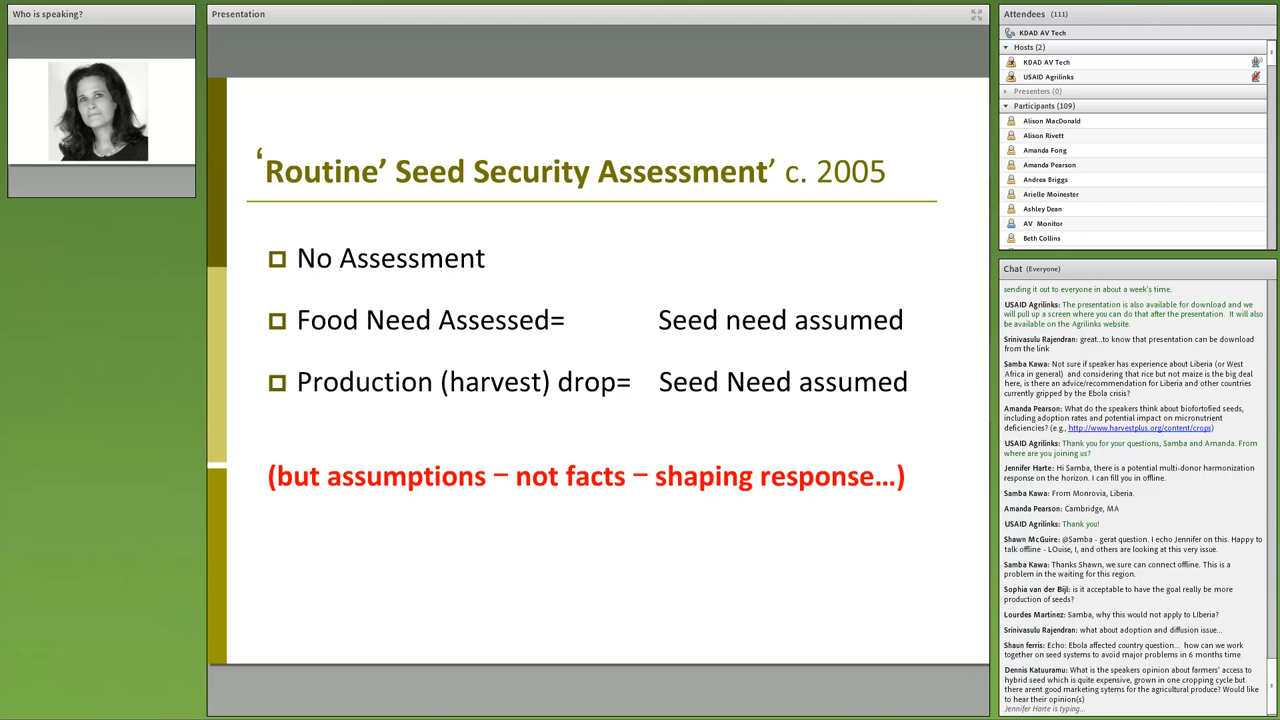 Who is speaking?
Presentation
‘Routine’ Seed Security Assessment’ c. 2005
No Assessment
Food Need Assessed= Seed need assumed
Production (harvest) drop= Seed Need assumed
(but assumptions – not facts – shaping response…)
Attendees (111)
KDAD AV Tech
Hosts (2)
KDAD AV Tech
USAID Agrilinks
Presenters (0)
Participants (109)
Alison MacDonald
Alison Rivett
Amanda Fong
Amanda Pearson
Andrea Briggs
Arielle Moinester
Ashley Dean
AV Monitor
Beth Collins
Chat (Everyone)
sending it out to everyone in about a week's time.
USAID Agrilinks: The presentation is also available for download and we
will pull up a screen where you can do that after the presentation. It will also
be available on the Agrilinks website.
Srinivasulu Rajendran: great...to know that presentation can be download
from the link
Samba Kawa: Not sure if speaker has experience about Liberia (or West
Africa in general) and considering that rice but not maize is the big deal
here, is there an advice/recommendation for Liberia and other countries
currently gripped by the Ebola crisis?
Amanda Pearson: What do the speakers think about biofortofied seeds,
including adoption rates and potential impact on micronutrient
deficiencies? (e.g., http://www.harvestplus.org/content/crops)
USAID Agrilinks: Thank you for your questions, Samba and Amanda. From
where are you joining us?
Jennifer Harte: Hi Samba, there is a potential multi-donor harmonization
response on the horizon. I can fill you in offline.
Samba Kawa: From Monrovia, Liberia.
Amanda Pearson: Cambridge, MA
USAID Agrilinks: Thank you!
Shawn McGuire: @Samba - gerat question. I echo Jennifer on this. Happy to
talk offline - LOuise, I, and others are looking at this very issue.
Samba Kawa: Thanks Shawn, we sure can connect offline. This is a
problem in the waiting for this region.
Sophia van der Bijl: is it acceptable to have the goal really be more
production of seeds?
Lourdes Martinez: Samba, why this would not apply to LIberia?
Srinivasulu Rajendran: what about adoption and diffusion issue...
Shaun ferris: Echo: Ebola affected country question... how can we work
together on seed systems to avoid major problems in 6 months time
Dennis Katuuramu: What is the speakers opinion about farmers' access to
hybrid seed which is quite expensive, grown in one cropping cycle but
there arent good marketing sytems for the agricultural produce? Would like
to hear their opinion(s)
Jennifer Harte is typing...